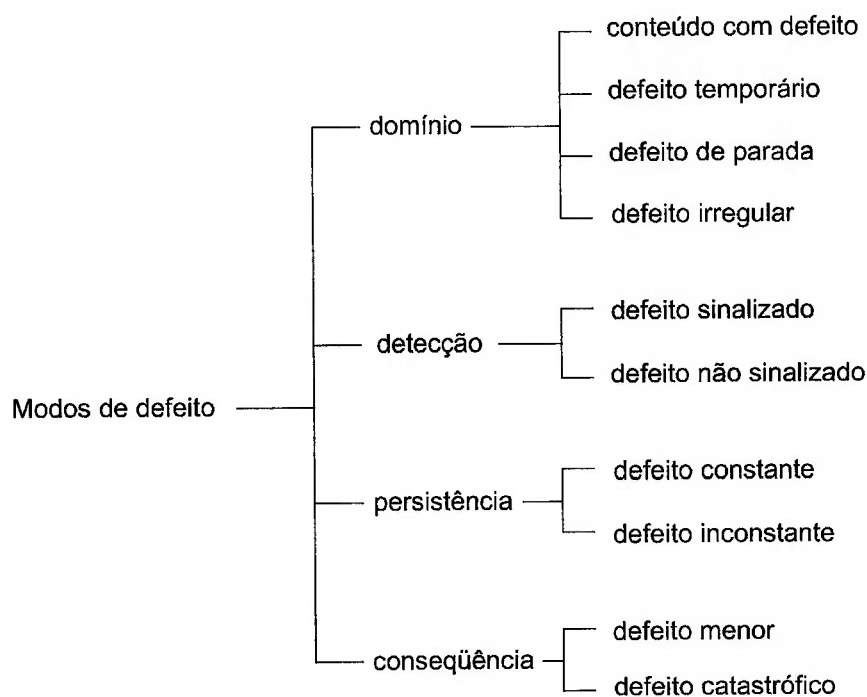 conteúdo com defeito
defeito temporário
domínio
defeito de parada
defeito irregular
defeito sinalizado
detecção
defeito não sinalizado
Modos de defeito
defeito constante
persistência
defeito inconstante
defeito menor
conseqüência
defeito catastrófico